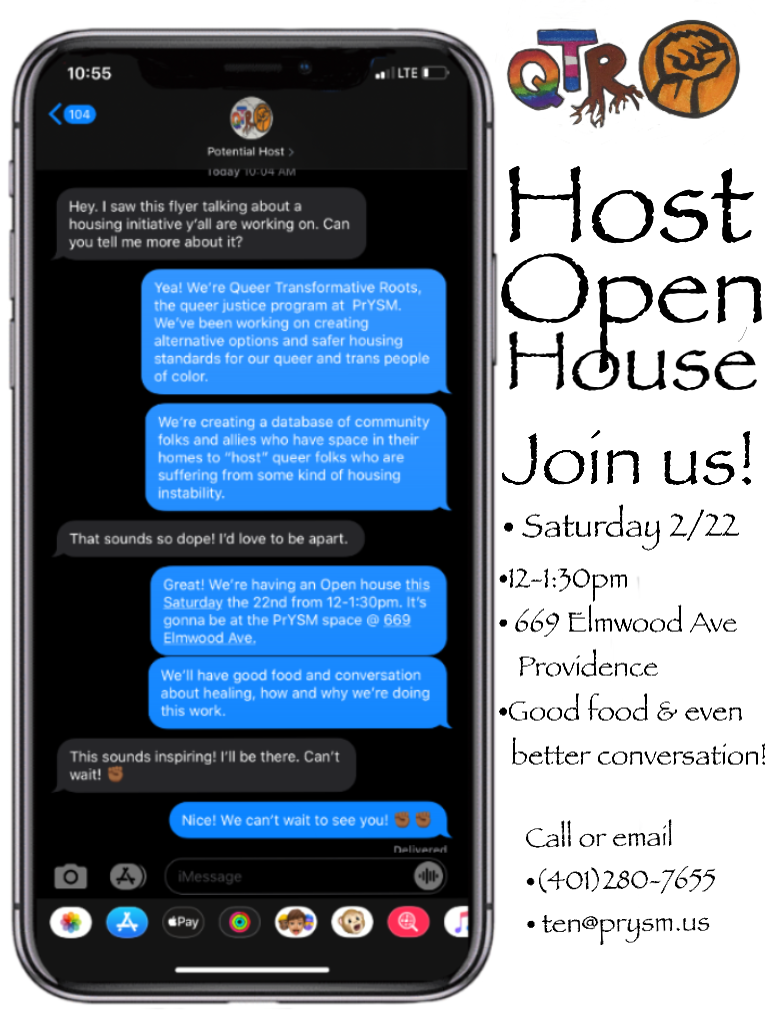 10:55
LTE
104
QTR
Potential Host >
Today 10:04 AM
Hey. I saw this flyer talking about a
housing initiative y'all are working on. Can
you tell me more about it?
Yea! We're Queer Transformative Roots,
the queer justice program at PrYSM.
We've been working on creating
alternative options and safer housing
standards for our queer and trans people
of color.
We're creating a database of community
folks and allies who have space in their
homes to "host" queer folks who are
suffering from some kind of housing
instability.
That sounds so dope! I'd love to be apart.
Great! We're having an Open house this
Saturday the 22nd from 12-1:30pm. It's
gonna be at the PrYSM space @ 669
Elmwood Ave.
We'll have good food and conversation
about healing, how and why we're doing
this work.
This sounds inspiring! I'll be there. Can't
wait! ✊🏾
Nice! We can't wait to see you! ✊🏾✊🏾
Delivered
iMessage
Pay
QTR
Host
Open
House
Join us!
• Saturday 2/22
•12-1:30pm
• 669 Elmwood Ave
Providence
•Good food & even
better conversation!
Call or email
•(401)280-7655
• ten@prysm.us